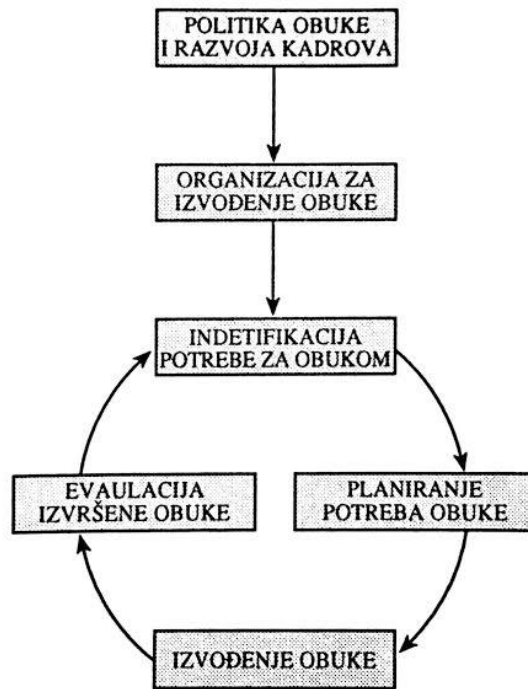 POLITIKA OBUKE
I RAZVOJA KADROVA
ORGANIZACIJA ZA
IZVOĐENJE OBUKE
INDETIFIKACIJA
POTREBE ZA OBUKOM
EVAULACIJA
IZVRŠENE OBUKE
PLANIRANJE
POTREBA OBUKE
IZVOĐENJE OBUKE